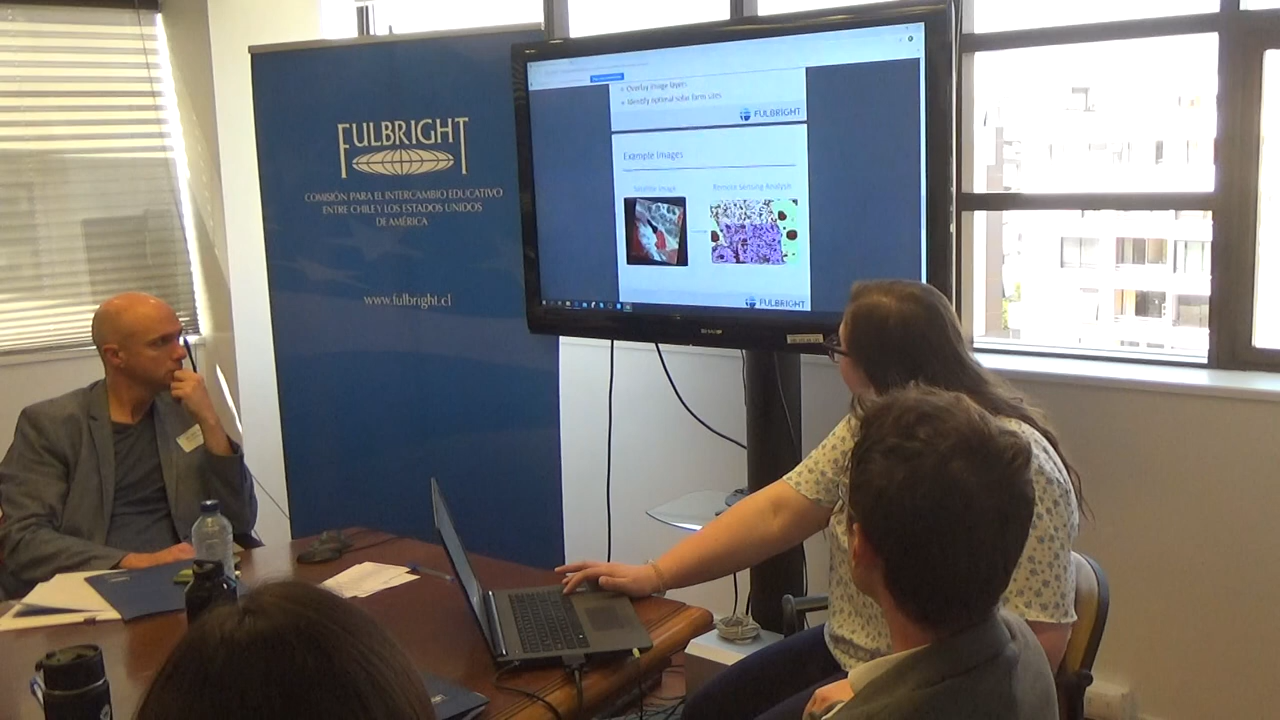 FULBRIGHT
COMISIÓN PARA EL INTERCAMBIO EDUCATIVO
ENTRE CHILE Y LOS ESTADOS UNIDOS
DE AMÉRICA
www.fulbright.cl
Overlay image layers
Identify optimal solar farm sites
FULBRIGHT
Example Images
Satellite Image
Remote Sensing Analysis
FULBRIGHT
SHARP